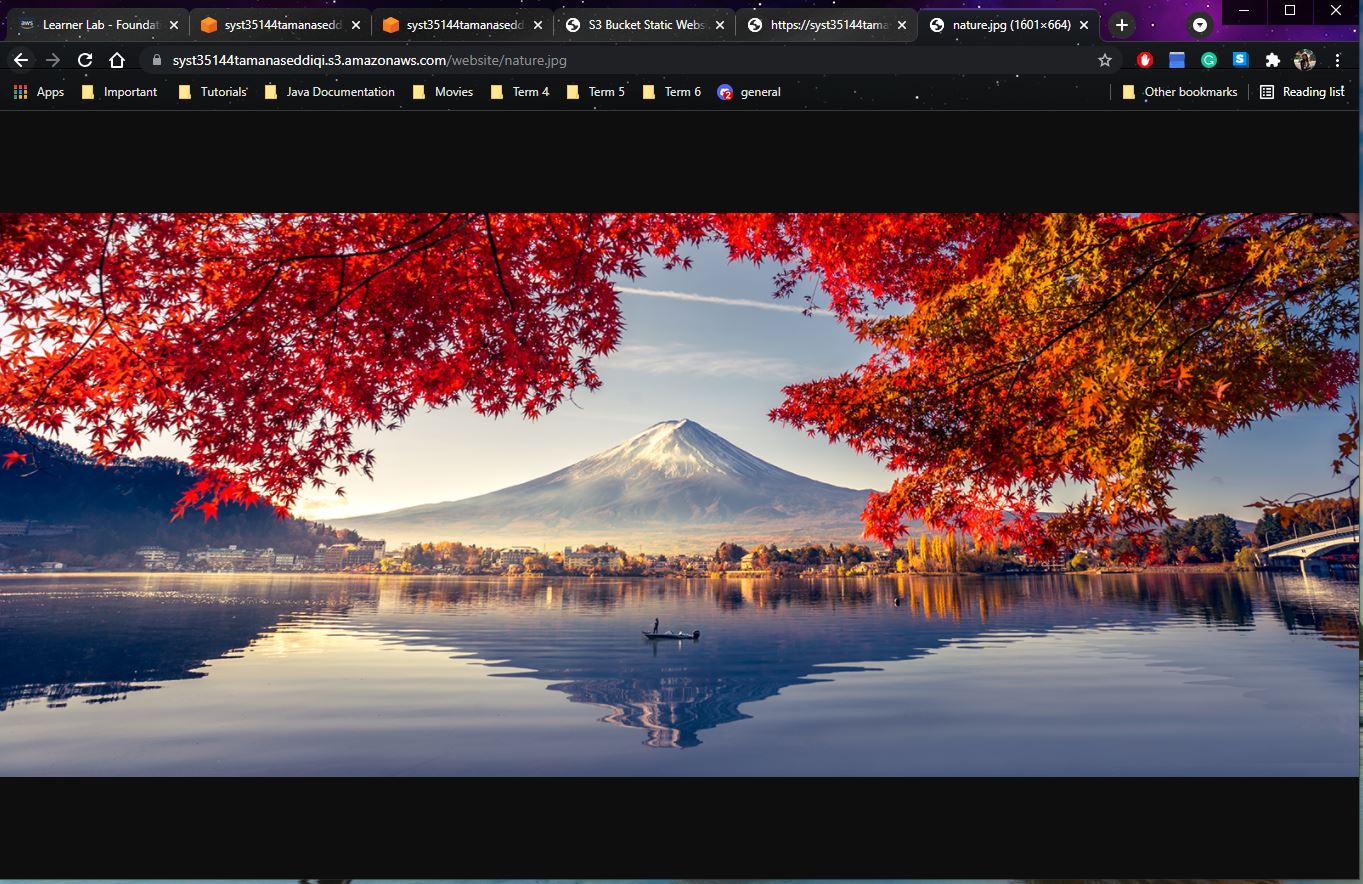 aws Learner Lab - Foundat syst35144tamanasedd syst35144tamanasedd S3 Bucket Static Webs https://syst35144tama nature.jpg (1601×664)
syst35144tamanaseddiqi.s3.amazonaws.com/website/nature.jpg
Apps Important Tutorials Java Documentation Movies Term 4 Term 5 Term 6 2 general Other bookmarks Reading list